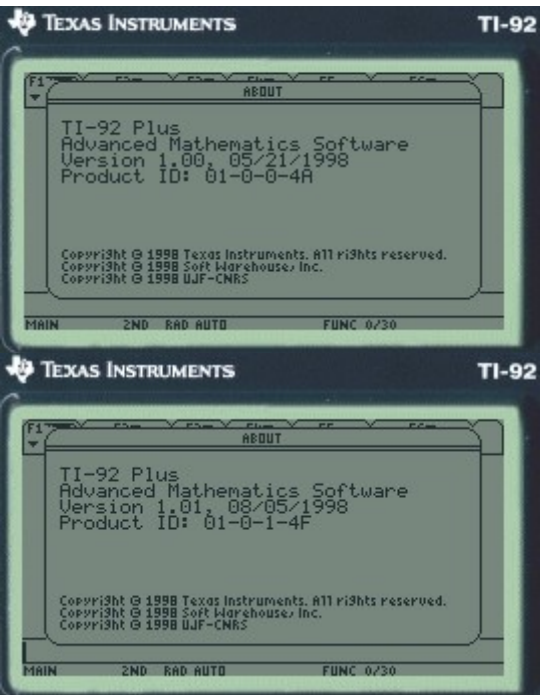 TEXAS INSTRUMENTS TI-92
ABOUT
TI-92 Plus
Advanced Mathematics Software
Version 1.00, 05/21/1998
Product ID: 01-0-0-4A
Copyright © 1998 Texas Instruments. All rights reserved.
Copyright © 1998 Soft Warehouse, Inc.
Copyright © 1998 UJF-CNRS
MAIN 2ND RAD AUTO FUNC 0/30
TEXAS INSTRUMENTS TI-92
ABOUT
TI-92 Plus
Advanced Mathematics Software
Version 1.01, 08/05/1998
Product ID: 01-0-1-4F
Copyright © 1998 Texas Instruments. All rights reserved.
Copyright © 1998 Soft Warehouse, Inc.
Copyright © 1998 UJF-CNRS
MAIN 2ND RAD AUTO FUNC 0/30